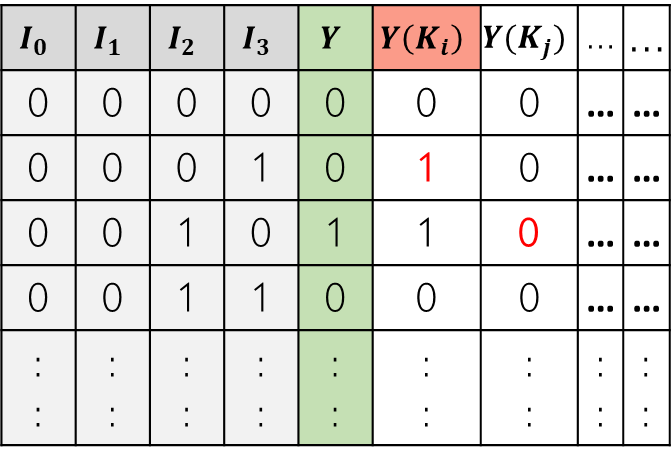 I₀ I₁ I₂ I₃ Y Y(Kᵢ) Y(Kⱼ) ... ...
0 0 0 0 0 0 0 ... ...
0 0 0 1 0 1 0 ... ...
0 0 1 0 1 1 0 ... ...
0 0 1 1 0 0 0 ... ...
: : : : : : : : :
: : : : : : : : :